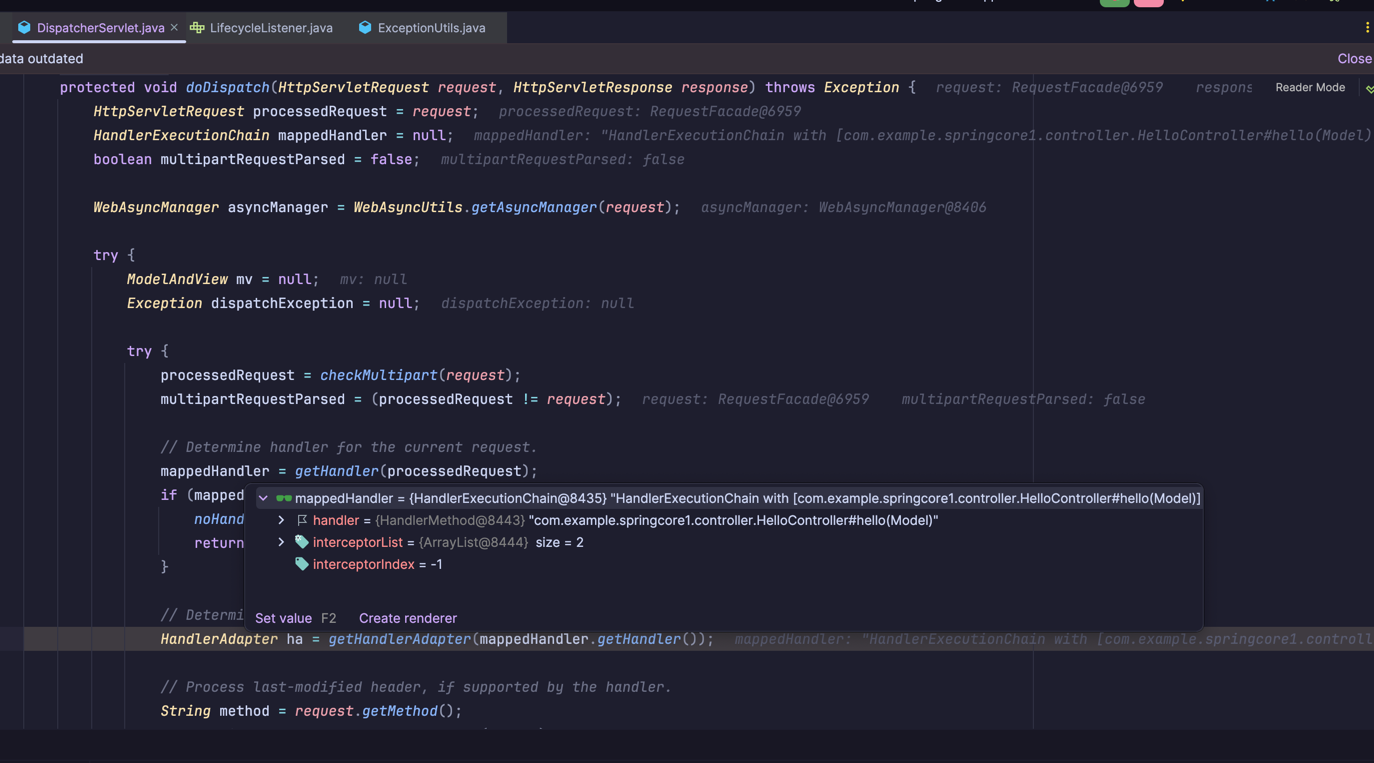 DispatcherServlet.java × LifecycleListener.java ExceptionUtils.java
data outdated Close
protected void doDispatch(HttpServletRequest request, HttpServletResponse response) throws Exception { request: RequestFacade@6959 respons Reader Mode
HttpServletRequest processedRequest = request; processedRequest: RequestFacade@6959
HandlerExecutionChain mappedHandler = null; mappedHandler: "HandlerExecutionChain with [com.example.springcore1.controller.HelloController#hello(Model)
boolean multipartRequestParsed = false; multipartRequestParsed: false
WebAsyncManager asyncManager = WebAsyncUtils.getAsyncManager(request); asyncManager: WebAsyncManager@8406
try {
ModelAndView mv = null; mv: null
Exception dispatchException = null; dispatchException: null
try {
processedRequest = checkMultipart(request);
multipartRequestParsed = (processedRequest != request); request: RequestFacade@6959 multipartRequestParsed: false
// Determine handler for the current request.
mappedHandler = getHandler(processedRequest);
if (mapped
mappedHandler = {HandlerExecutionChain@8435} "HandlerExecutionChain with [com.example.springcore1.controller.HelloController#hello(Model)]
noHand
handler = {HandlerMethod@8443} "com.example.springcore1.controller.HelloController#hello(Model)"
return
interceptorList = {ArrayList@8444} size = 2
}
interceptorIndex = -1
// Determi
Set value F2 Create renderer
HandlerAdapter ha = getHandlerAdapter(mappedHandler.getHandler()); mappedHandler: "HandlerExecutionChain with [com.example.springcore1.controll
// Process last-modified header, if supported by the handler.
String method = request.getMethod();